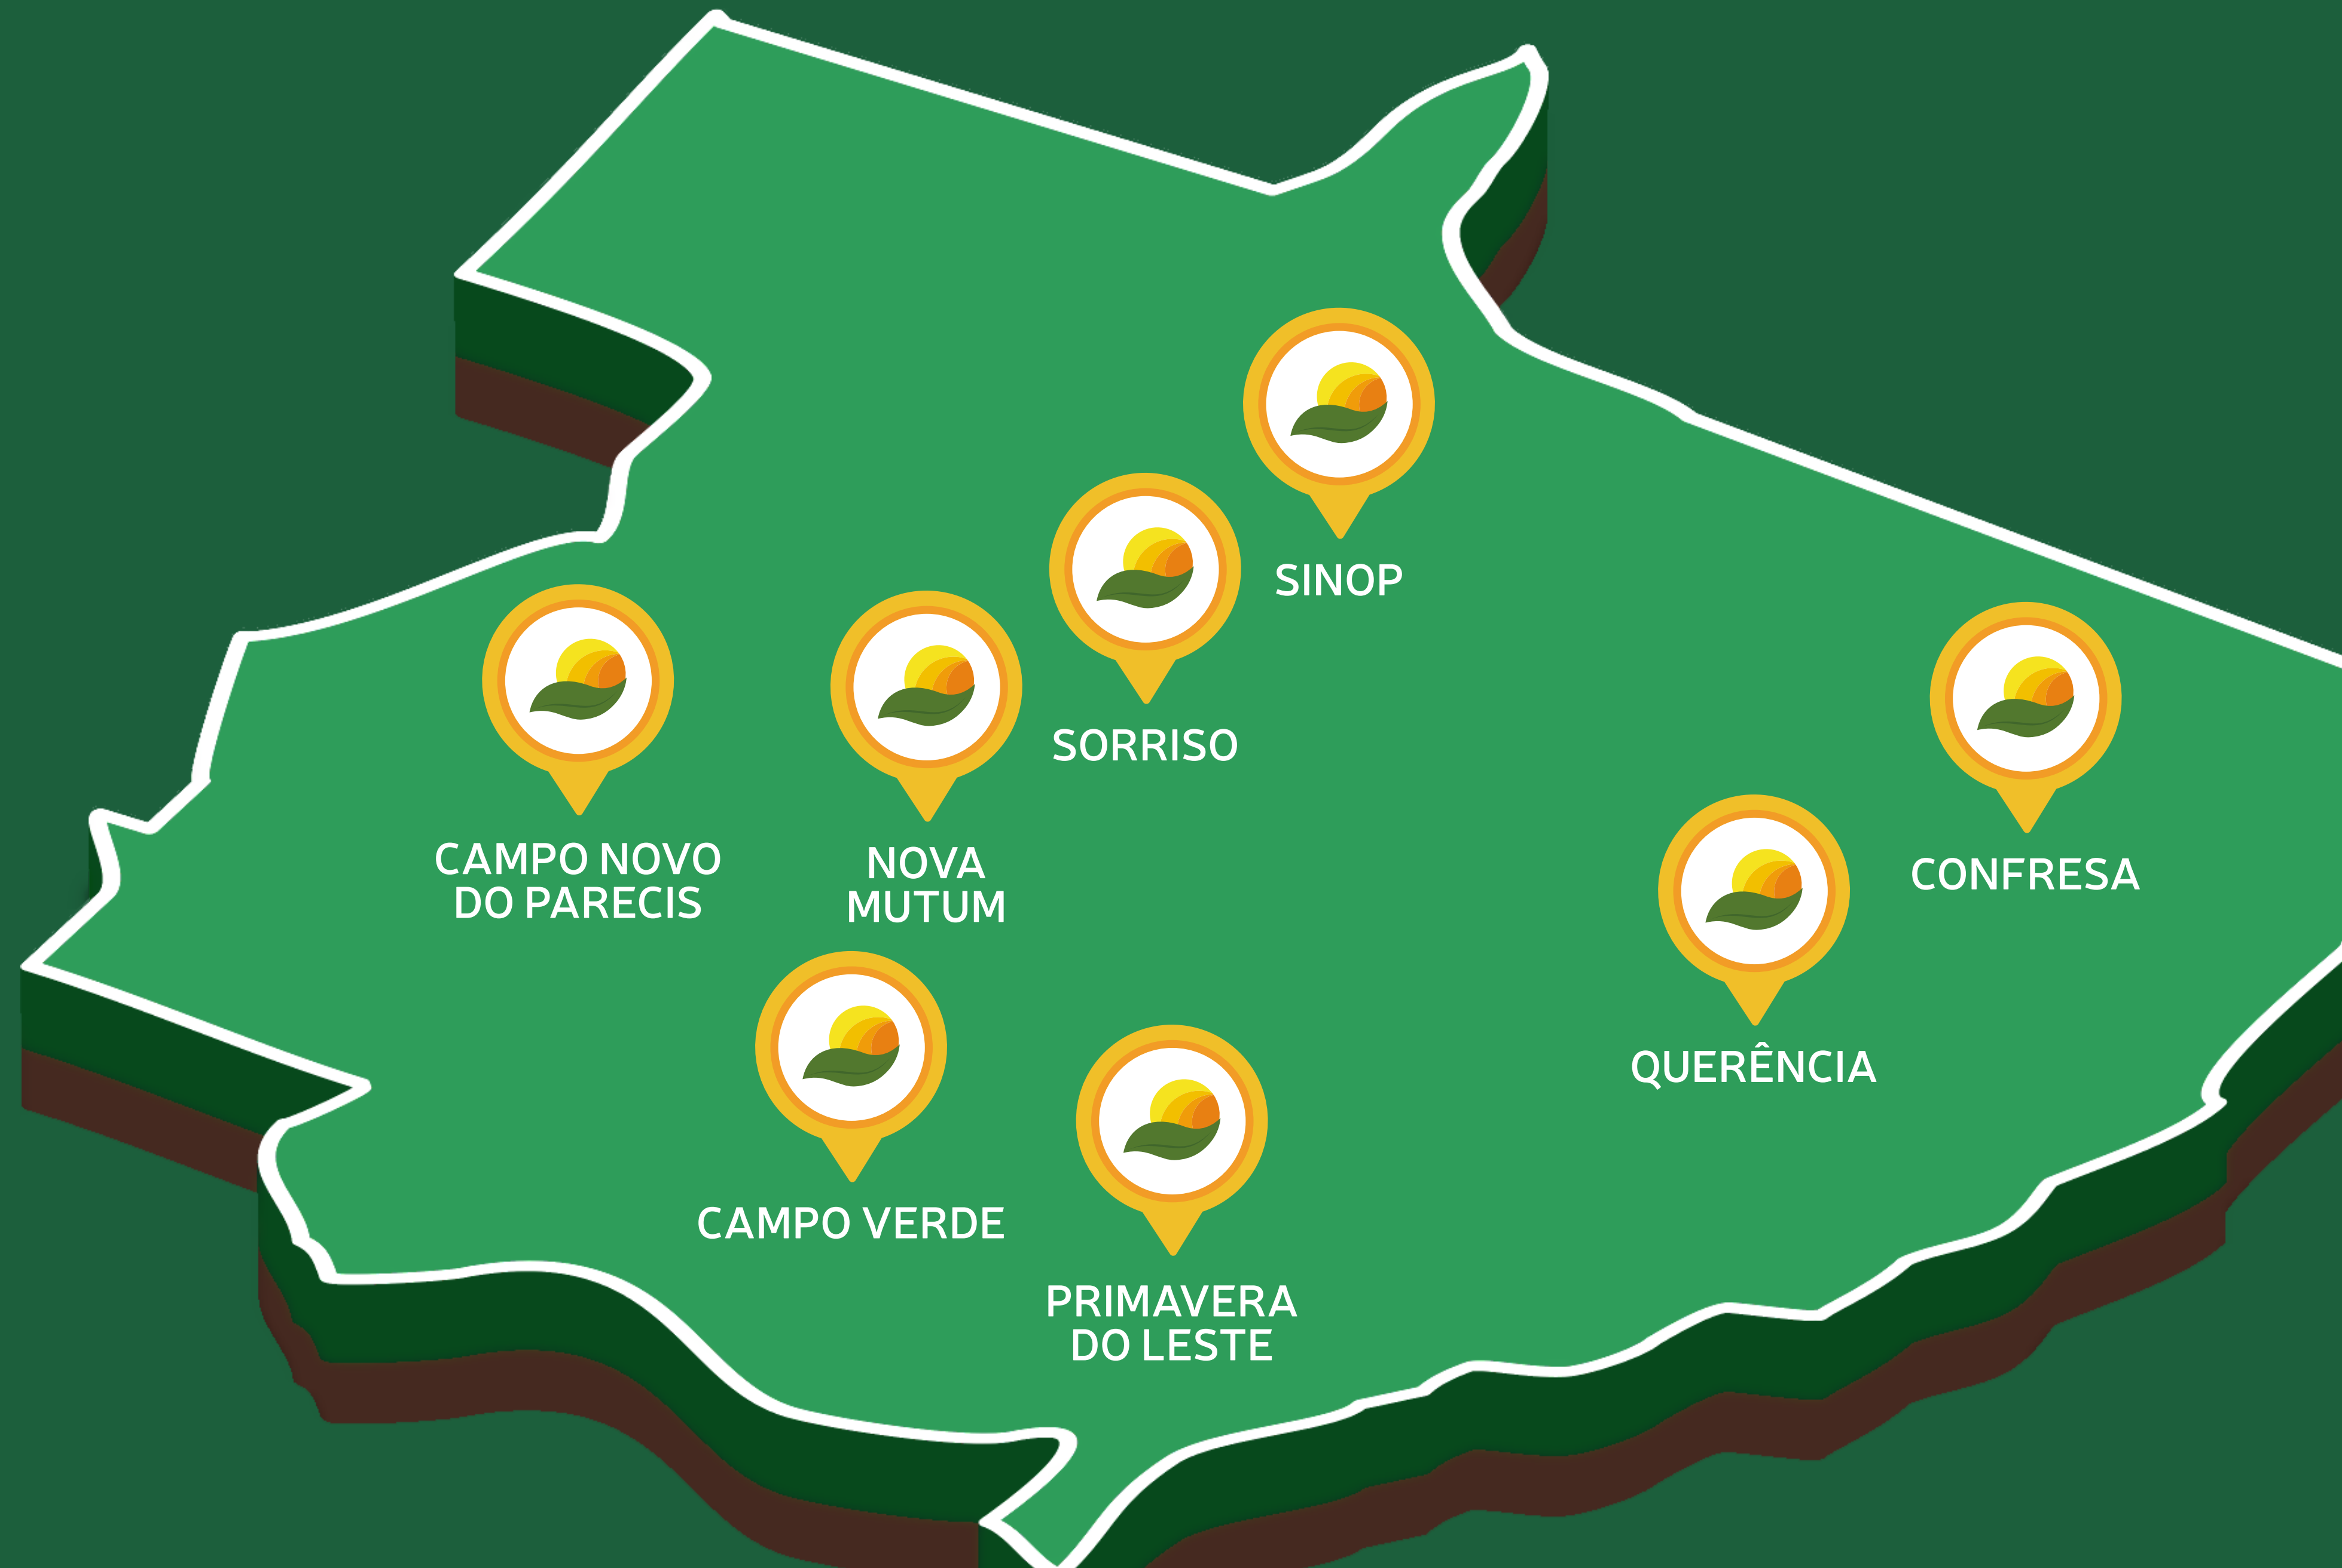 SINOP
SORRISO
CAMPO NOVO
DO PARECIS
NOVA
MUTUM
CONFRESA
QUERÊNCIA
CAMPO VERDE
PRIMAVERA
DO LESTE